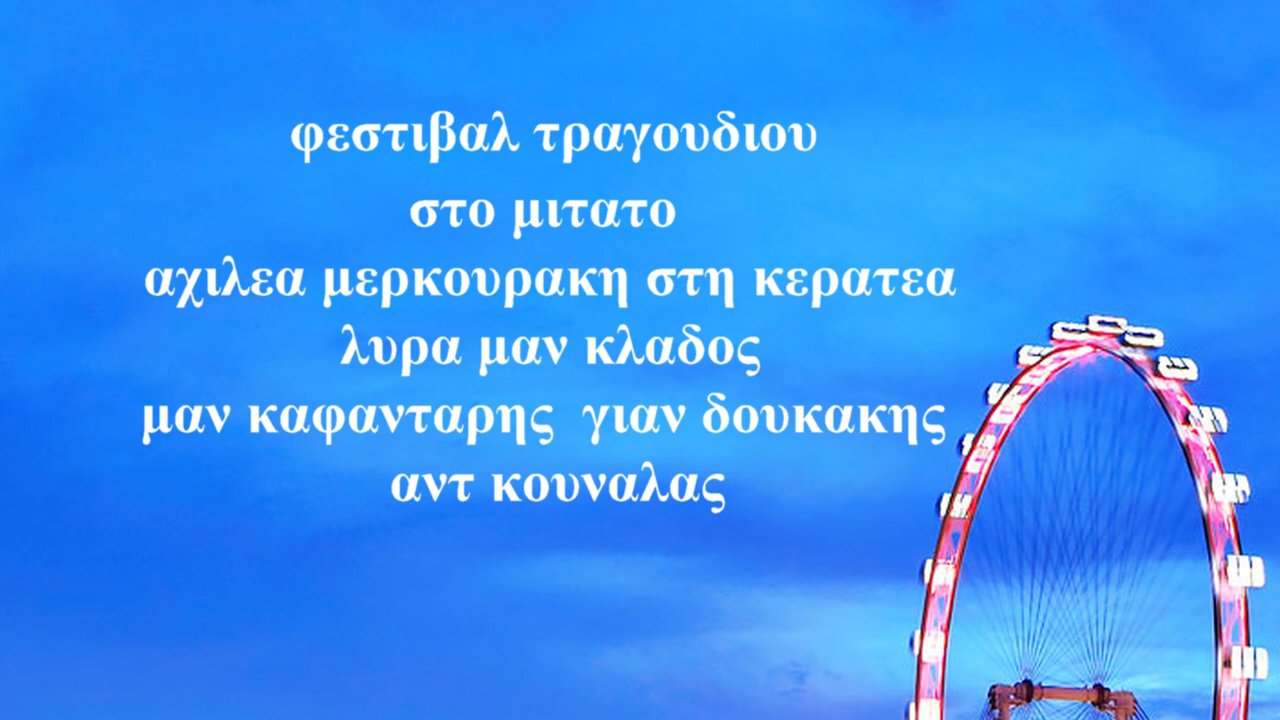 φεστιβαλ τραγουδιου
στο μιτατο
αχιλεα μερκουρακη στη κερατεα
λυρα μαν κλαδος
μαν καφανταρης γιαν δουκακης
αντ κουναλας